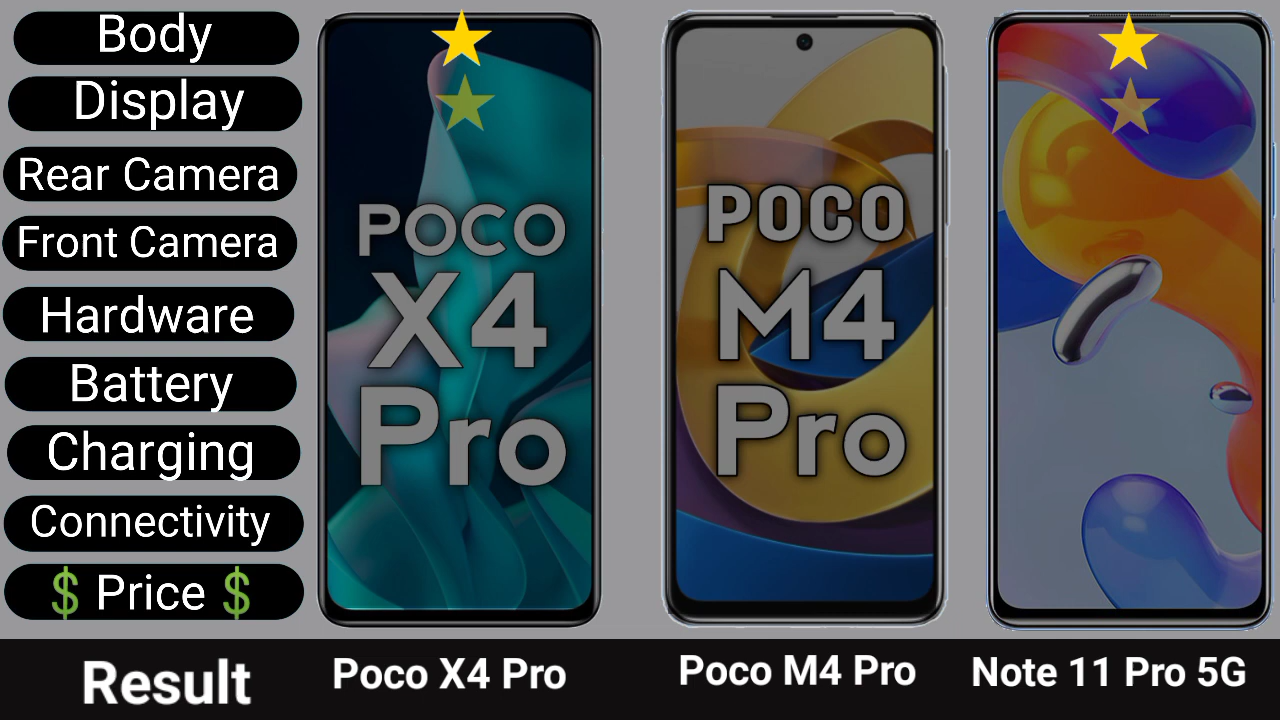 Body
Display
Rear Camera
Front Camera
Hardware
Battery
Charging
Connectivity
$ Price $
POCO
X4
Pro
POCO
M4
Pro
Result
Poco X4 Pro
Poco M4 Pro
Note 11 Pro 5G